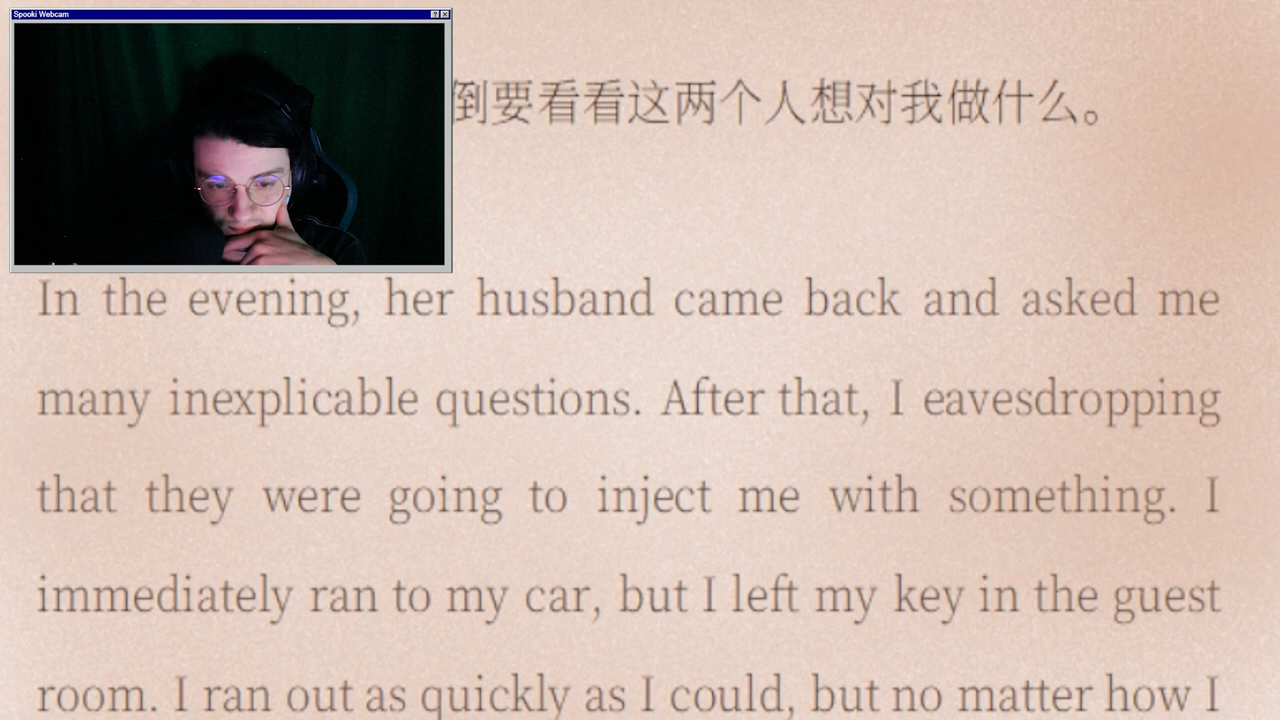 Spooki Webcam
倒要看看这两个人想对我做什么。
In the evening, her husband came back and asked me
many inexplicable questions. After that, I eavesdropping
that they were going to inject me with something. I
immediately ran to my car, but I left my key in the guest
room. I ran out as quickly as I could, but no matter how I